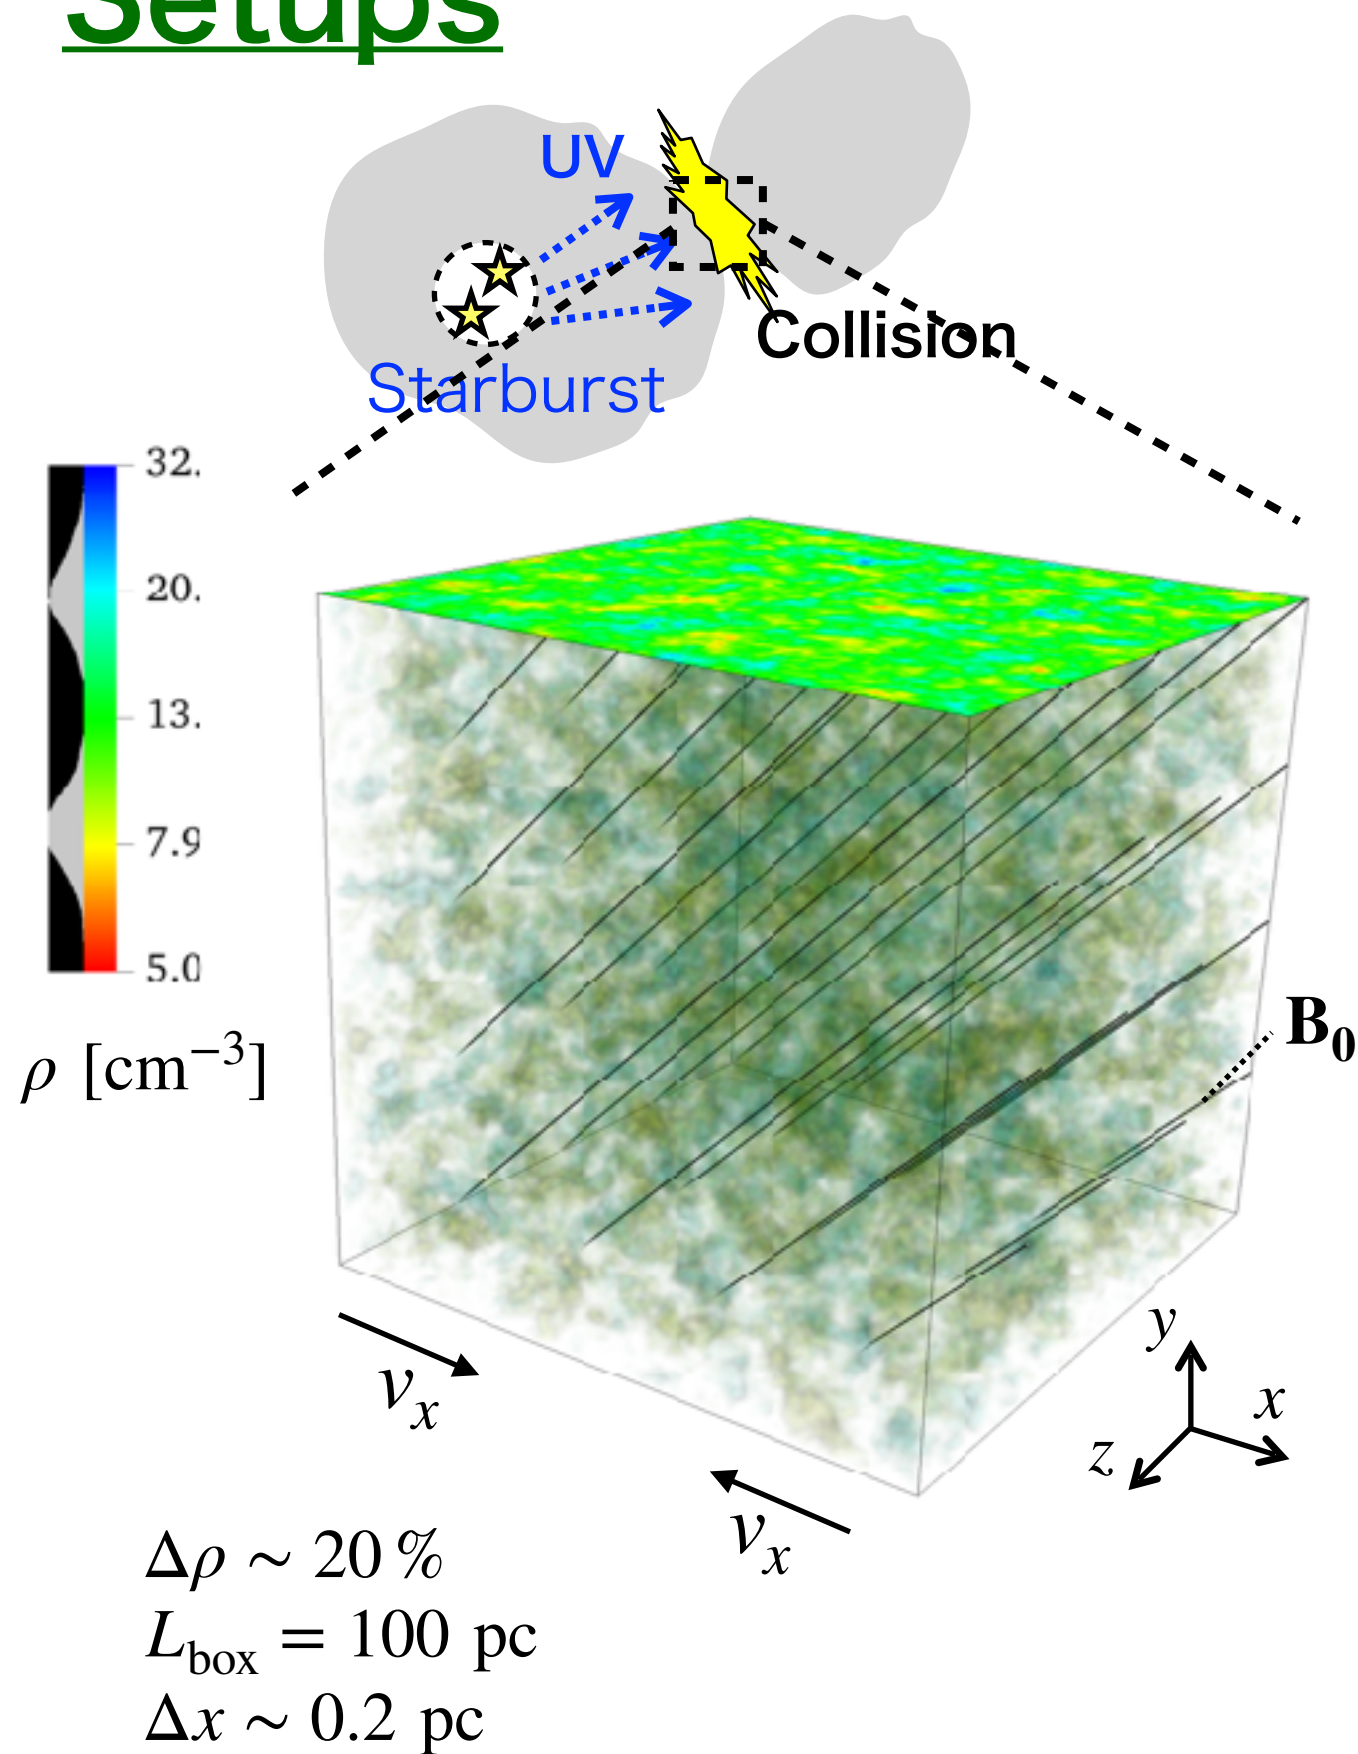 Setups
UV
Collision
Starburst
32.
20.
13.
7.9
5.0
ρ [cm⁻³]
B₀
y
x
z
vₓ
vₓ
Δρ ~ 20 %
L_box = 100 pc
Δx ~ 0.2 pc